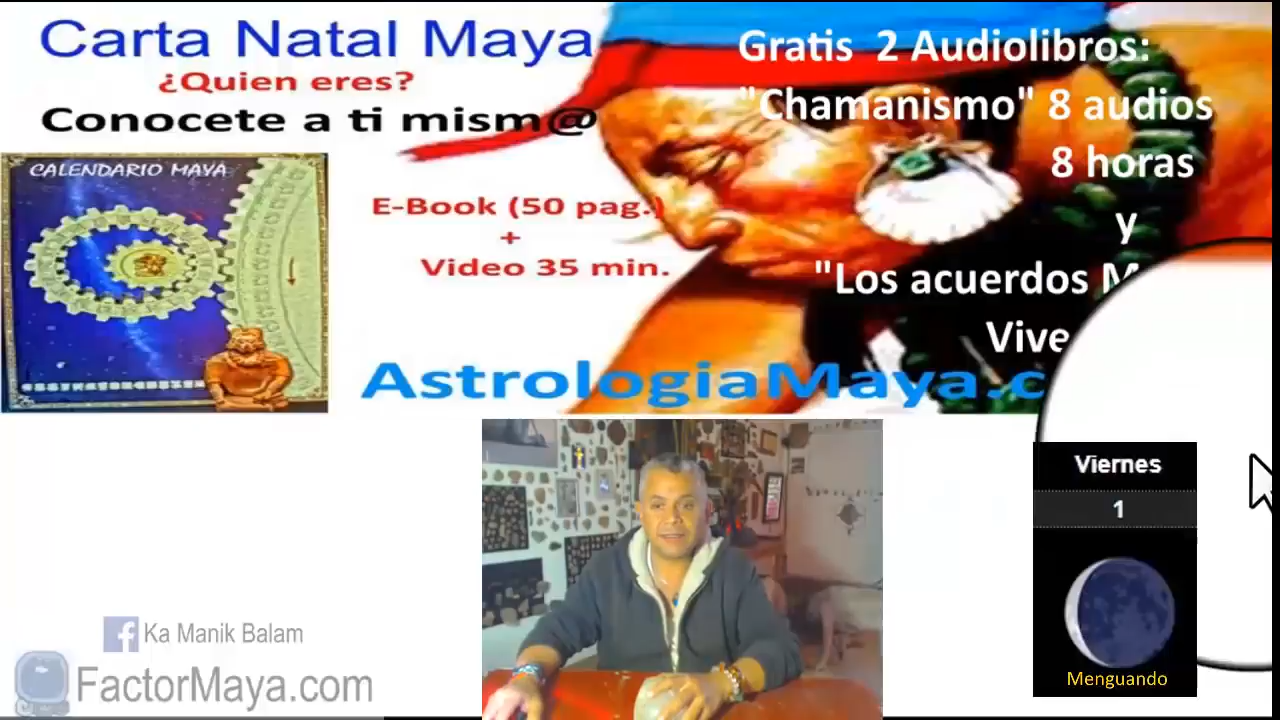 Carta Natal Maya
¿Quien eres?
Conocete a ti mism@
CALENDARIO MAYA
E-Book (50 pag.)
+
Video 35 min.
Gratis 2 Audiolibros:
"Chamanismo" 8 audios
8 horas
y
"Los acuerdos M
Vive
AstrologiaMaya.c
Viernes
1
Menguando
Ka Manik Balam
FactorMaya.com